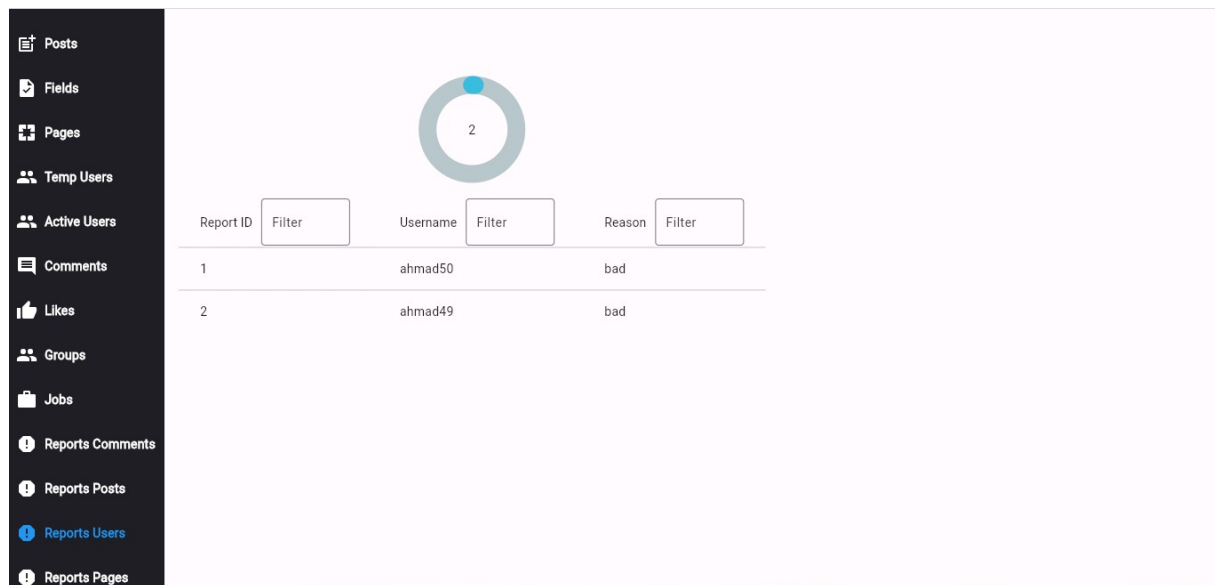 Posts
Fields
Pages
Temp Users
Active Users
Comments
Likes
Groups
Jobs
Reports Comments
Reports Posts
Reports Users
Reports Pages
2
Report ID Filter Username Filter Reason Filter
1 ahmad50 bad
2 ahmad49 bad